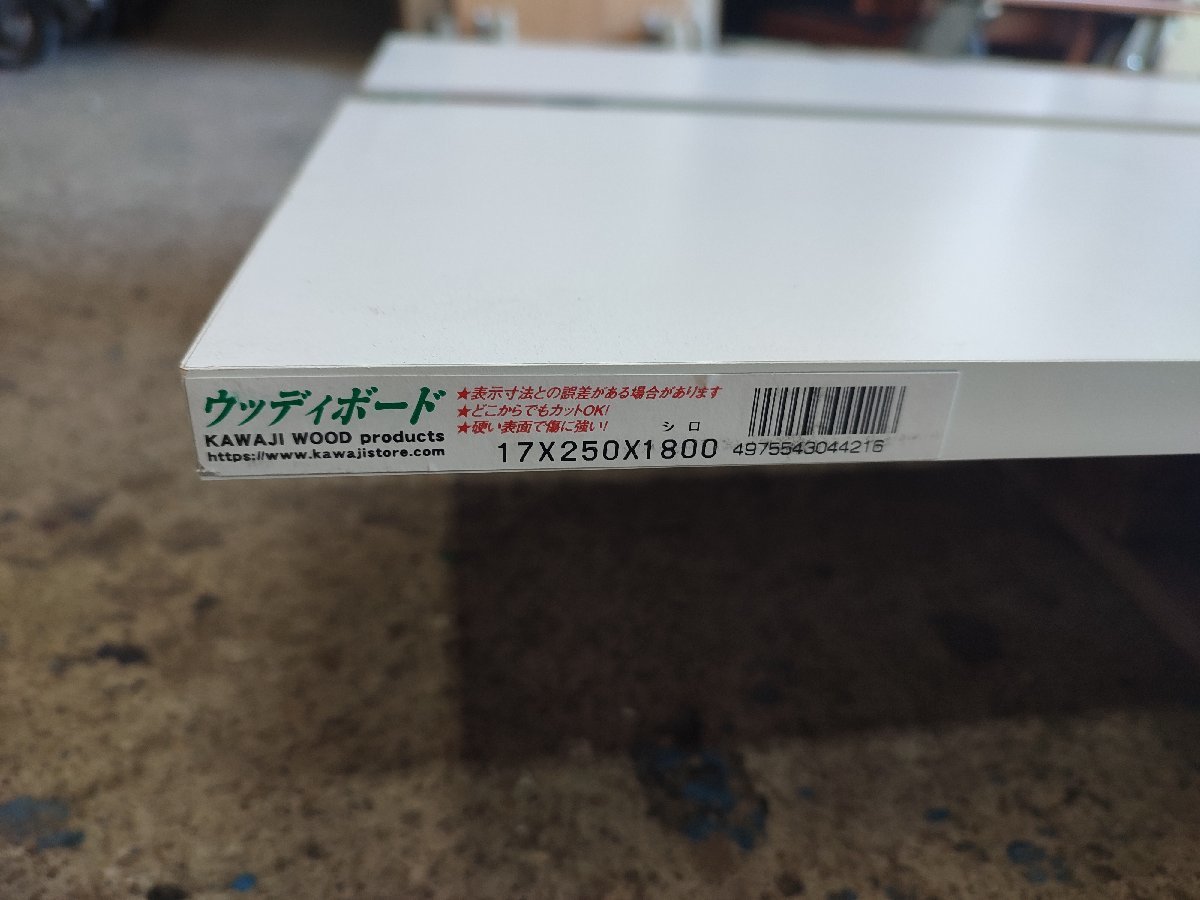 ウッディボード
KAWAJI WOOD products
https://www.kawajistore.com
★表示寸法との誤差がある場合があります
★どこからでもカットOK!
★硬い表面で傷に強い!
シロ
17X250X1800
4975543044216